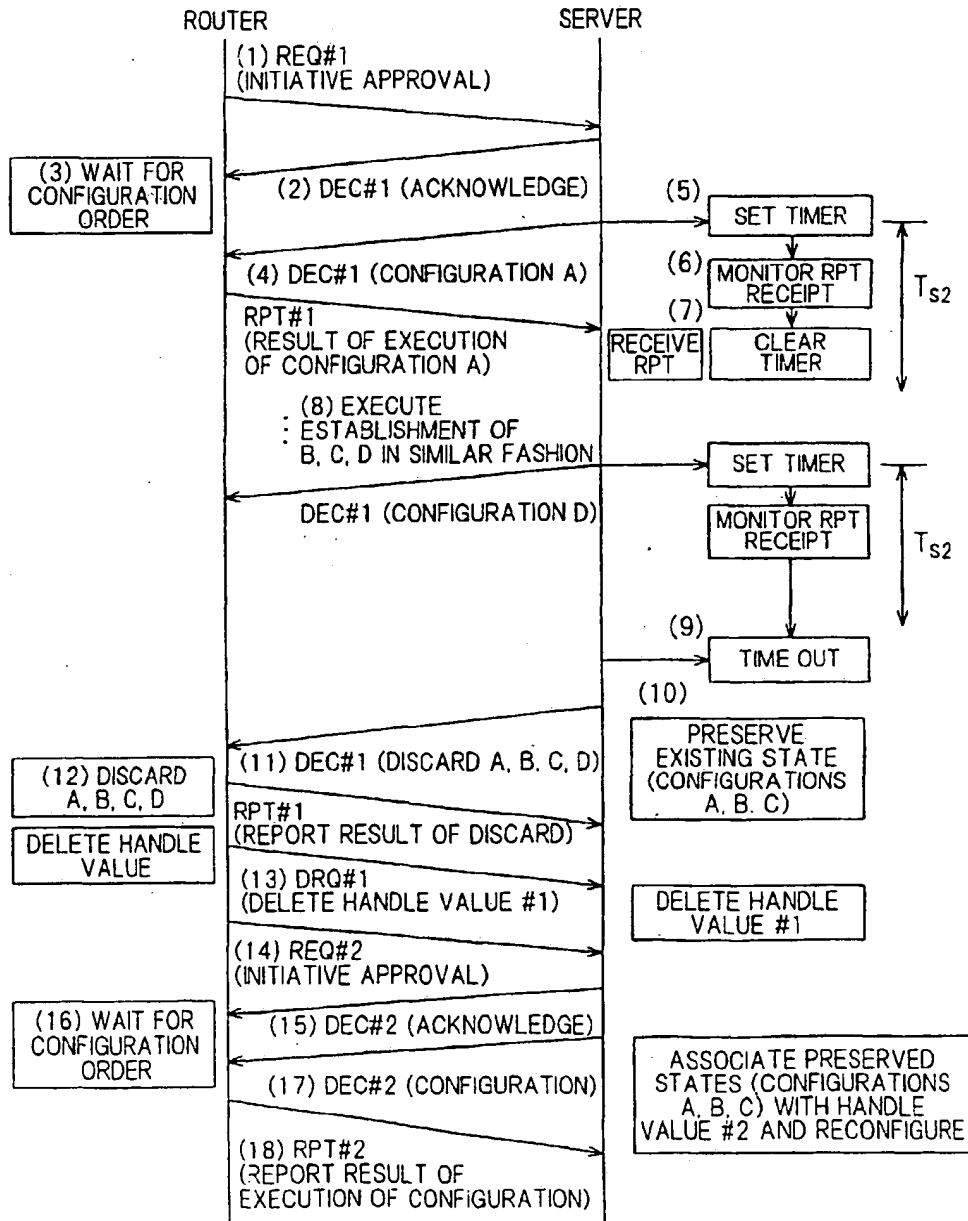 ROUTER
SERVER
(1) REQ#1
(INITIATIVE APPROVAL)
(3) WAIT FOR
CONFIGURATION
ORDER
(2) DEC#1 (ACKNOWLEDGE)
(5)
SET TIMER
(4) DEC#1 (CONFIGURATION A)
(6)
MONITOR RPT
RECEIPT
TS2
RPT#1
(RESULT OF EXECUTION
OF CONFIGURATION A)
(7)
RECEIVE
RPT
CLEAR
TIMER
(8) EXECUTE
ESTABLISHMENT OF
B, C, D IN SIMILAR FASHION
SET TIMER
DEC#1 (CONFIGURATION D)
MONITOR RPT
RECEIPT
TS2
(9)
TIME OUT
(10)
PRESERVE
EXISTING STATE
(CONFIGURATIONS
A, B. C)
(11) DEC#1 (DISCARD A, B, C, D)
(12) DISCARD
A, B, C, D
RPT#1
(REPORT RESULT OF DISCARD)
DELETE HANDLE
VALUE
(13) DRQ#1
(DELETE HANDLE VALUE #1)
DELETE HANDLE
VALUE #1
(14) REQ#2
(INITIATIVE APPROVAL)
(16) WAIT FOR
CONFIGURATION
ORDER
(15) DEC#2 (ACKNOWLEDGE)
(17) DEC#2 (CONFIGURATION)
ASSOCIATE PRESERVED
STATES (CONFIGURATIONS
A, B, C) WITH HANDLE
VALUE #2 AND RECONFIGURE
(18) RPT#2
(REPORT RESULT OF
EXECUTION OF CONFIGURATION)